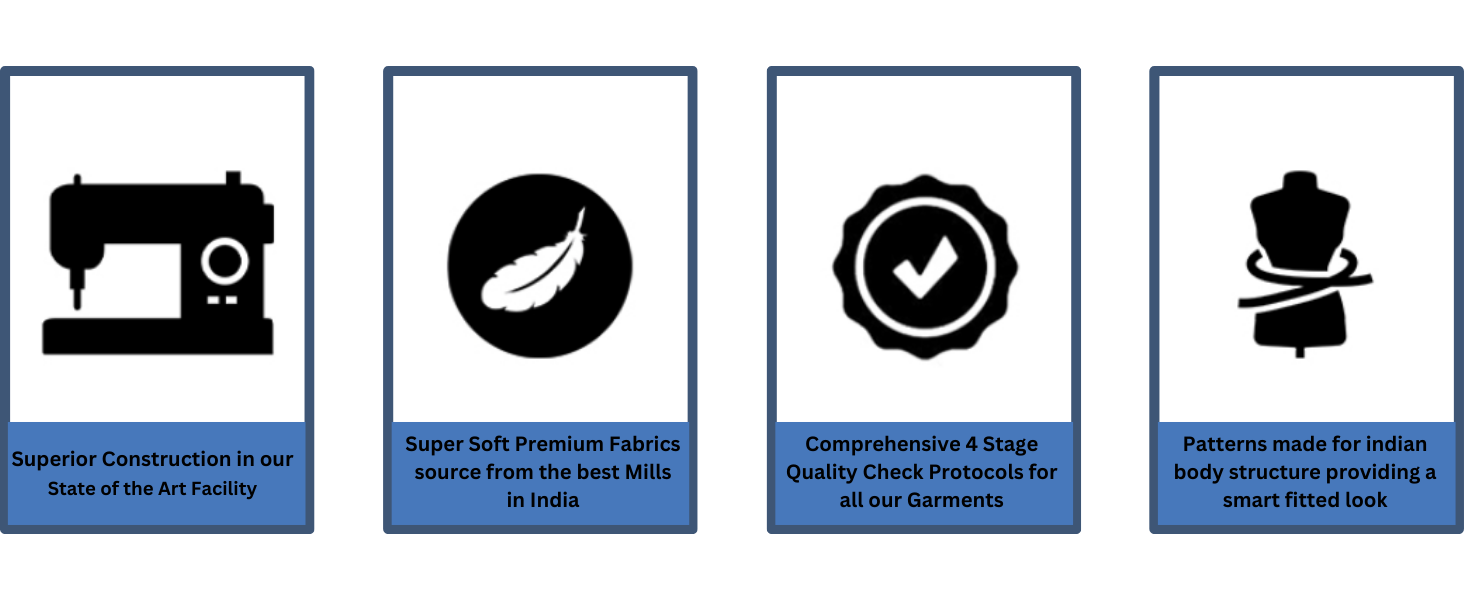 Superior Construction in our
State of the Art Facility
Super Soft Premium Fabrics
source from the best Mills
in India
Comprehensive 4 Stage
Quality Check Protocols for
all our Garments
Patterns made for indian
body structure providing a
smart fitted look